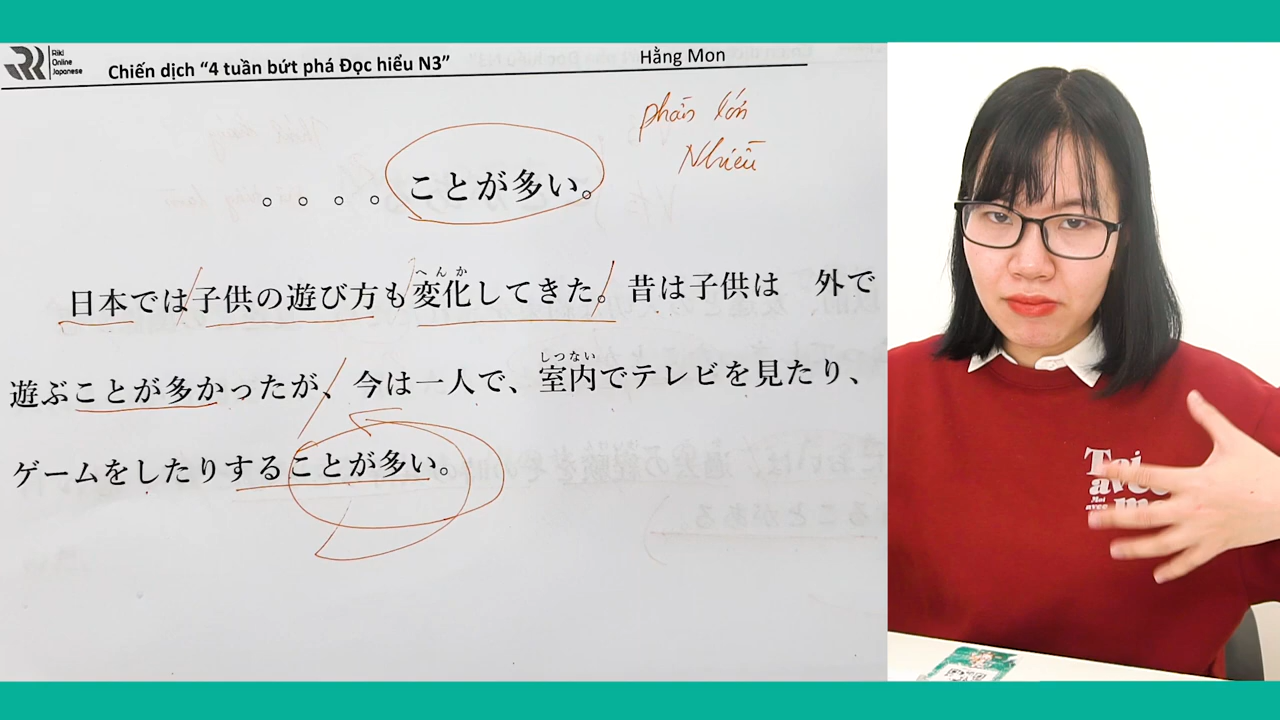 Riki
Online
Japanese
Chiến dịch “4 tuần bứt phá Đọc hiểu N3”
Hằng Mon
phần lớn
Nhiều
。。。。ことが多い。
へんか
日本では子供の遊び方も変化してきた。昔は子供は 外で
しつない
遊ぶことが多かったが、今は一人で、室内でテレビを見たり、
ゲームをしたりすることが多い。
Toi
avec
Moi
avec